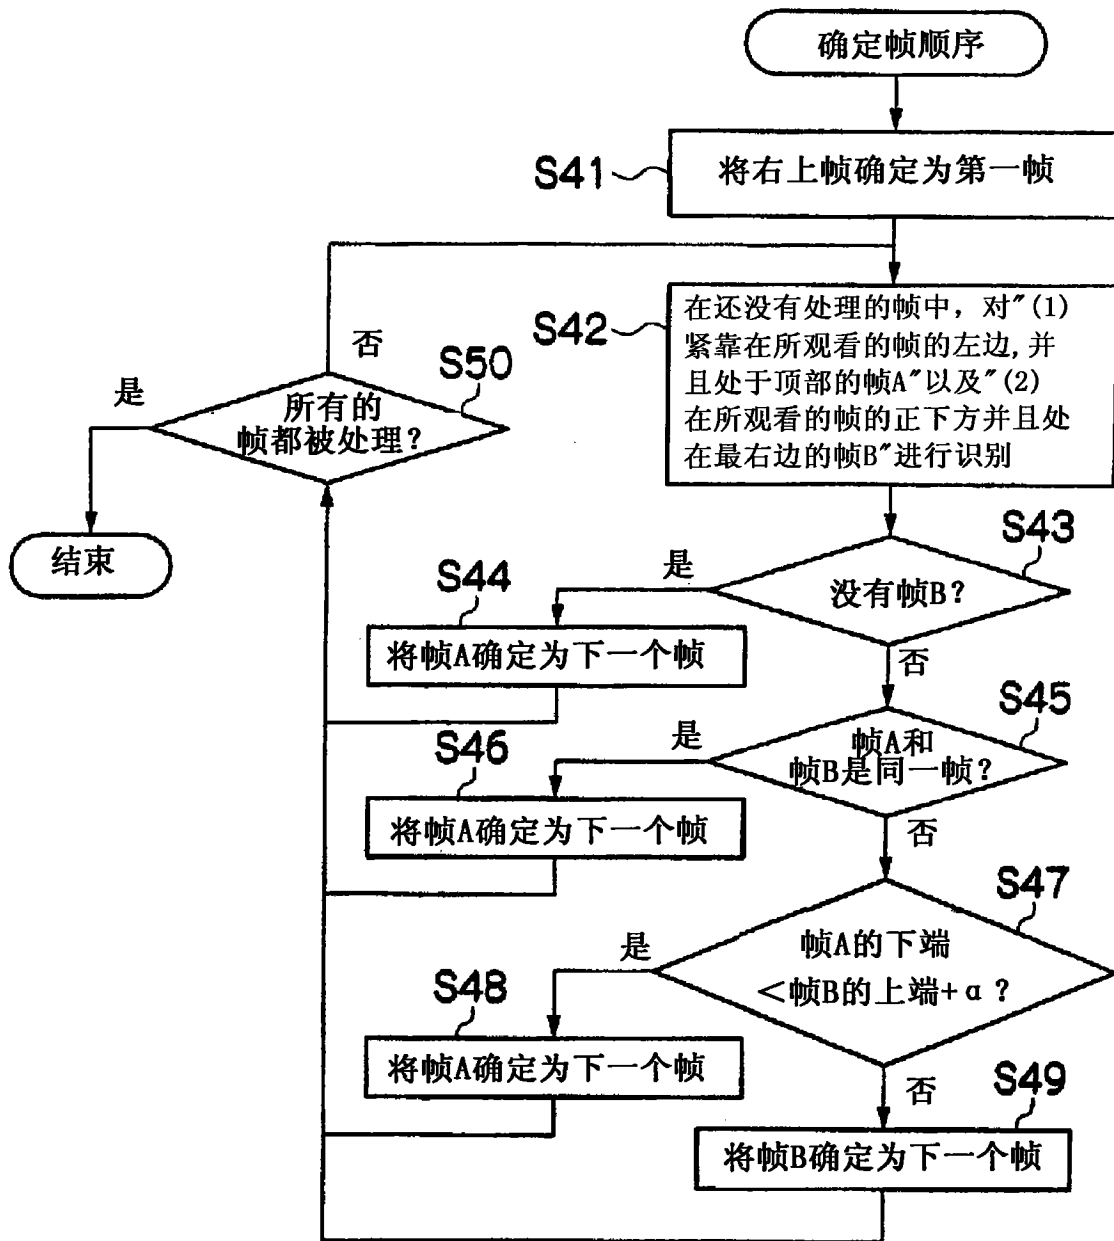 确定帧顺序
S41
将右上帧确定为第一帧
S42
在还没有处理的帧中，对"(1)
紧靠在所观看的帧的左边,并
且处于顶部的帧A"以及"(2)
在所观看的帧的正下方并且处
在最右边的帧B"进行识别
否
S50
是
所有的
帧都被处理?
结束
S43
没有帧B?
是
S44
将帧A确定为下一个帧
否
S45
帧A和
帧B是同一帧?
是
S46
将帧A确定为下一个帧
否
S47
帧A的下端
<帧B的上端+α?
是
S48
将帧A确定为下一个帧
否
S49
将帧B确定为下一个帧